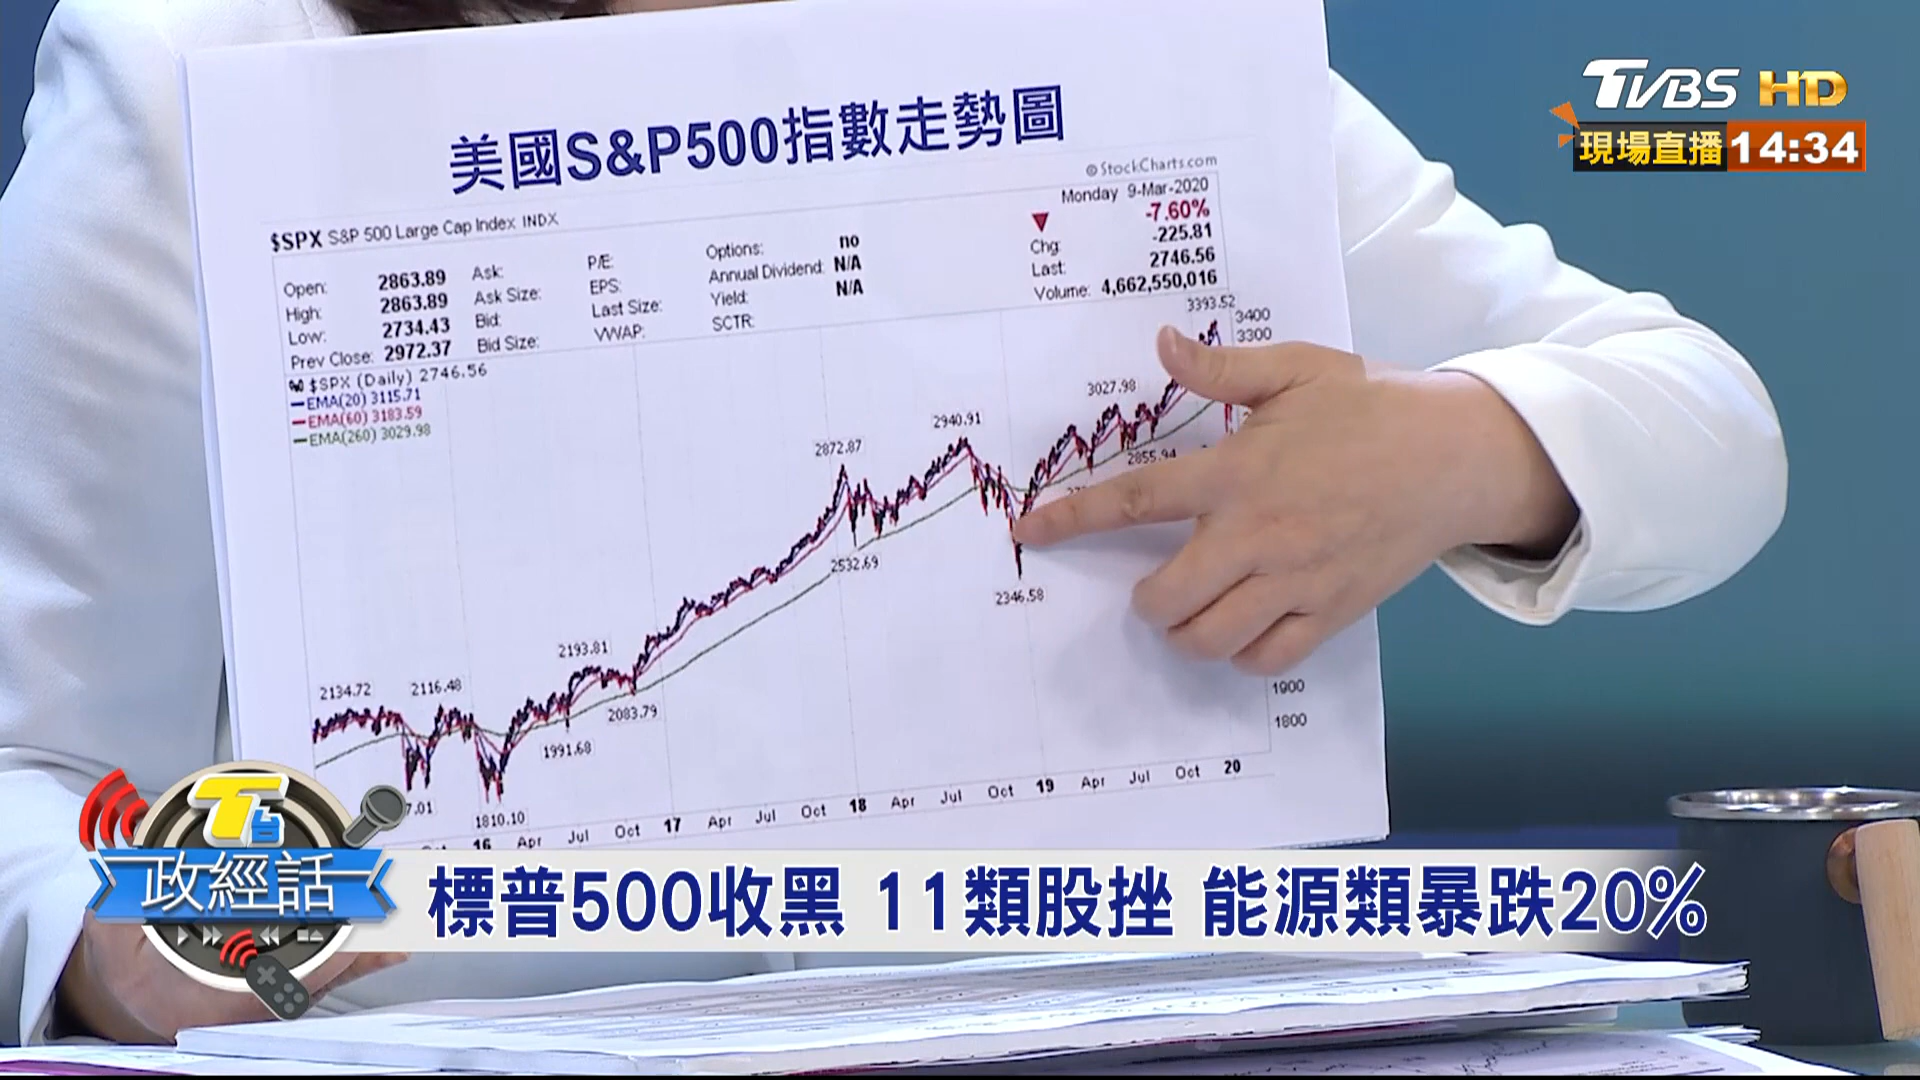 TVBS HD
現場直播 14:34
美國S&P500指數走勢圖
© StockCharts.com
$SPX S&P 500 Large Cap Index INDX
Monday 9-Mar-2020
-7.60%
Chg: -225.81
Last: 2746.56
Volume: 4,662,550,016
Open: 2863.89
High: 2863.89
Low: 2734.43
Prev Close: 2972.37
Ask:
Ask Size:
Bid:
Bid Size:
P/E:
EPS:
Last Size:
VWAP:
Options: no
Annual Dividend: N/A
Yield: N/A
SCTR:
$SPX (Daily) 2746.56
EMA(20) 3115.71
EMA(60) 3183.59
EMA(260) 3029.98
3393.52
3400
3300
3027.98
2940.91
2872.87
2855.94
2532.69
2346.58
2193.81
2134.72
2116.48
2083.79
1991.68
1900
1800
7.01
1810.10
16 Apr Jul Oct 17 Apr Jul Oct 18 Apr Jul Oct 19 Apr Jul Oct 20
T台
政經話
標普500收黑 11類股挫 能源類暴跌20%